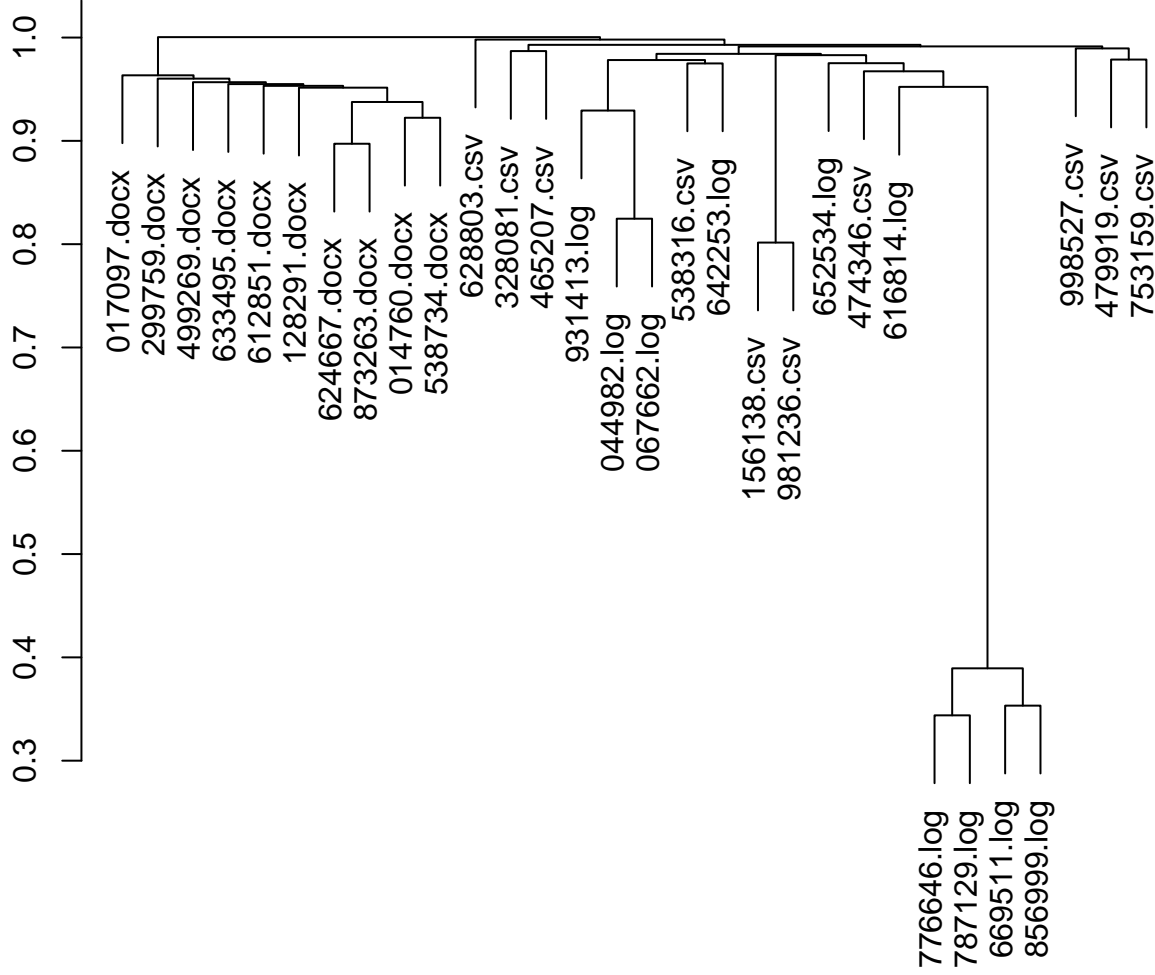 1.0
0.9
0.8
0.7
0.6
0.5
0.4
0.3
017097.docx
299759.docx
499269.docx
633495.docx
612851.docx
128291.docx
624667.docx
873263.docx
014760.docx
538734.docx
628803.csv
328081.csv
465207.csv
931413.log
044982.log
067662.log
538316.csv
642253.log
156138.csv
981236.csv
652534.log
474346.csv
616814.log
776646.log
787129.log
669511.log
856999.log
998527.csv
479919.csv
753159.csv